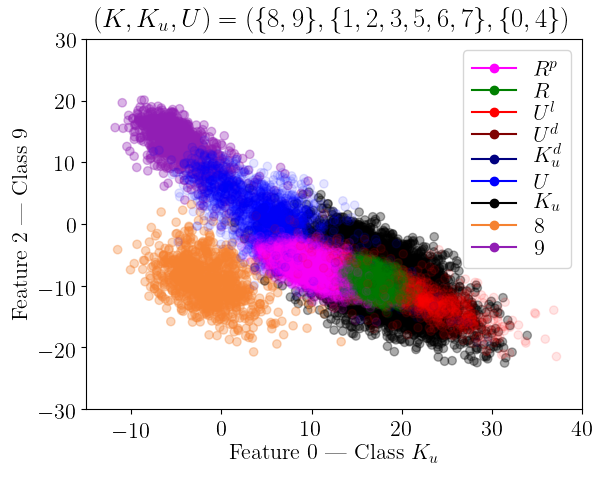 (K, K_u, U) = ({8, 9}, {1, 2, 3, 5, 6, 7}, {0, 4})
30
20
10
0
−10
−20
−30
Feature 2 — Class 9
−10
0
10
20
30
40
Feature 0 — Class K_u
R^p
R
U^l
U^d
K_u^d
U
K_u
8
9